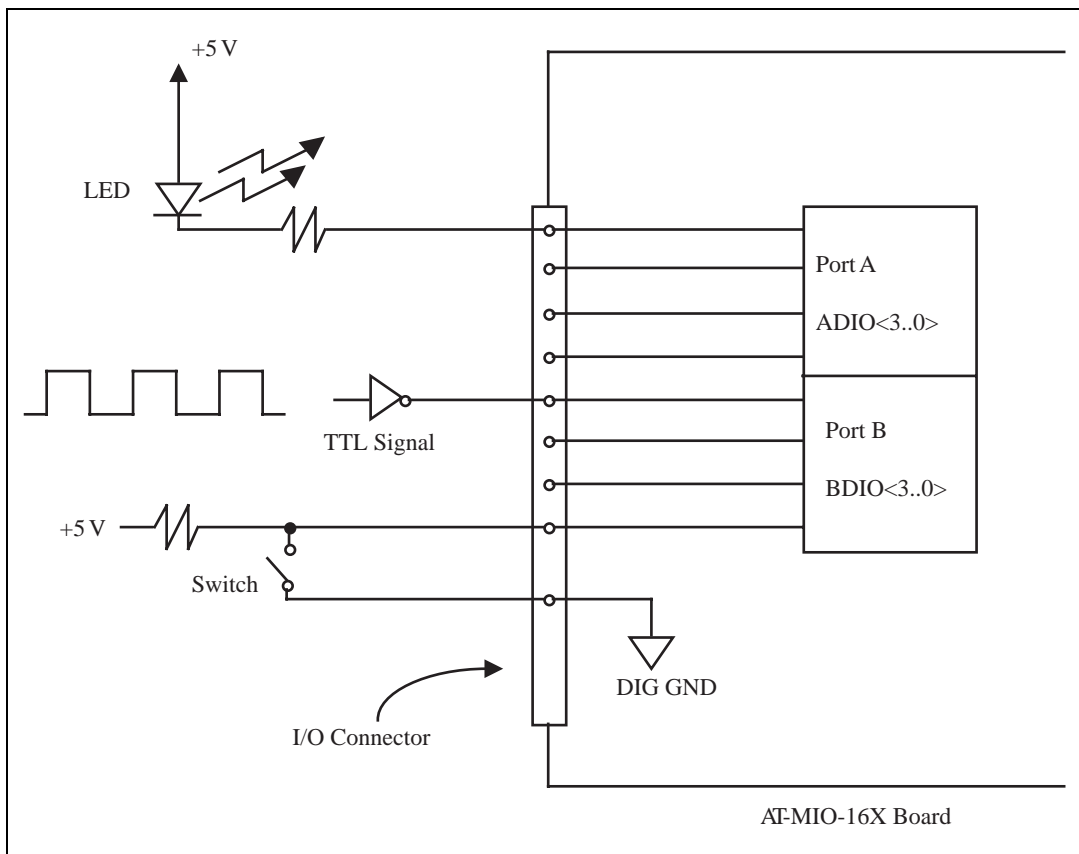 +5 V
LED
Port A
ADIO<3..0>
TTL Signal
Port B
BDIO<3..0>
+5 V
Switch
DIG GND
I/O Connector
AT-MIO-16X Board